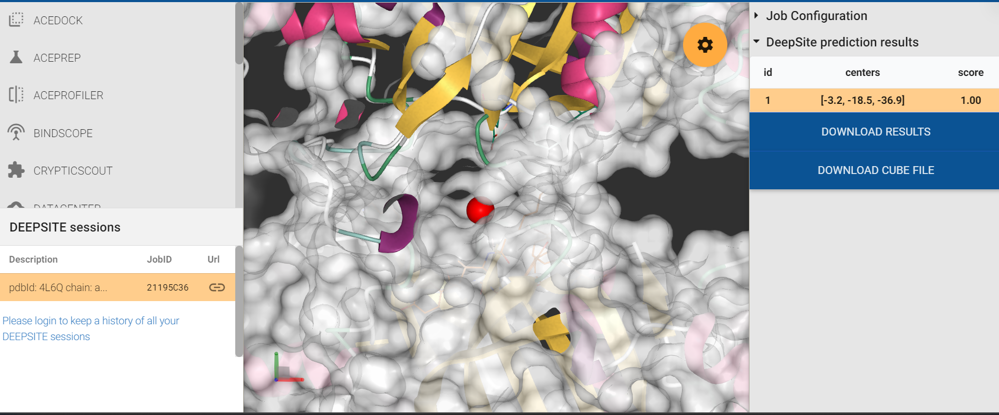 ACEDOCK
ACEPREP
ACEPROFILER
BINDSCOPE
CRYPTICSCOUT
DATACENTER
DEEPSITE sessions
Description JobID Url
pdbId: 4L6Q chain: a... 21195C36
Please login to keep a history of all your
DEEPSITE sessions
Job Configuration
DeepSite prediction results
id centers score
1 [-3.2, -18.5, -36.9] 1.00
DOWNLOAD RESULTS
DOWNLOAD CUBE FILE